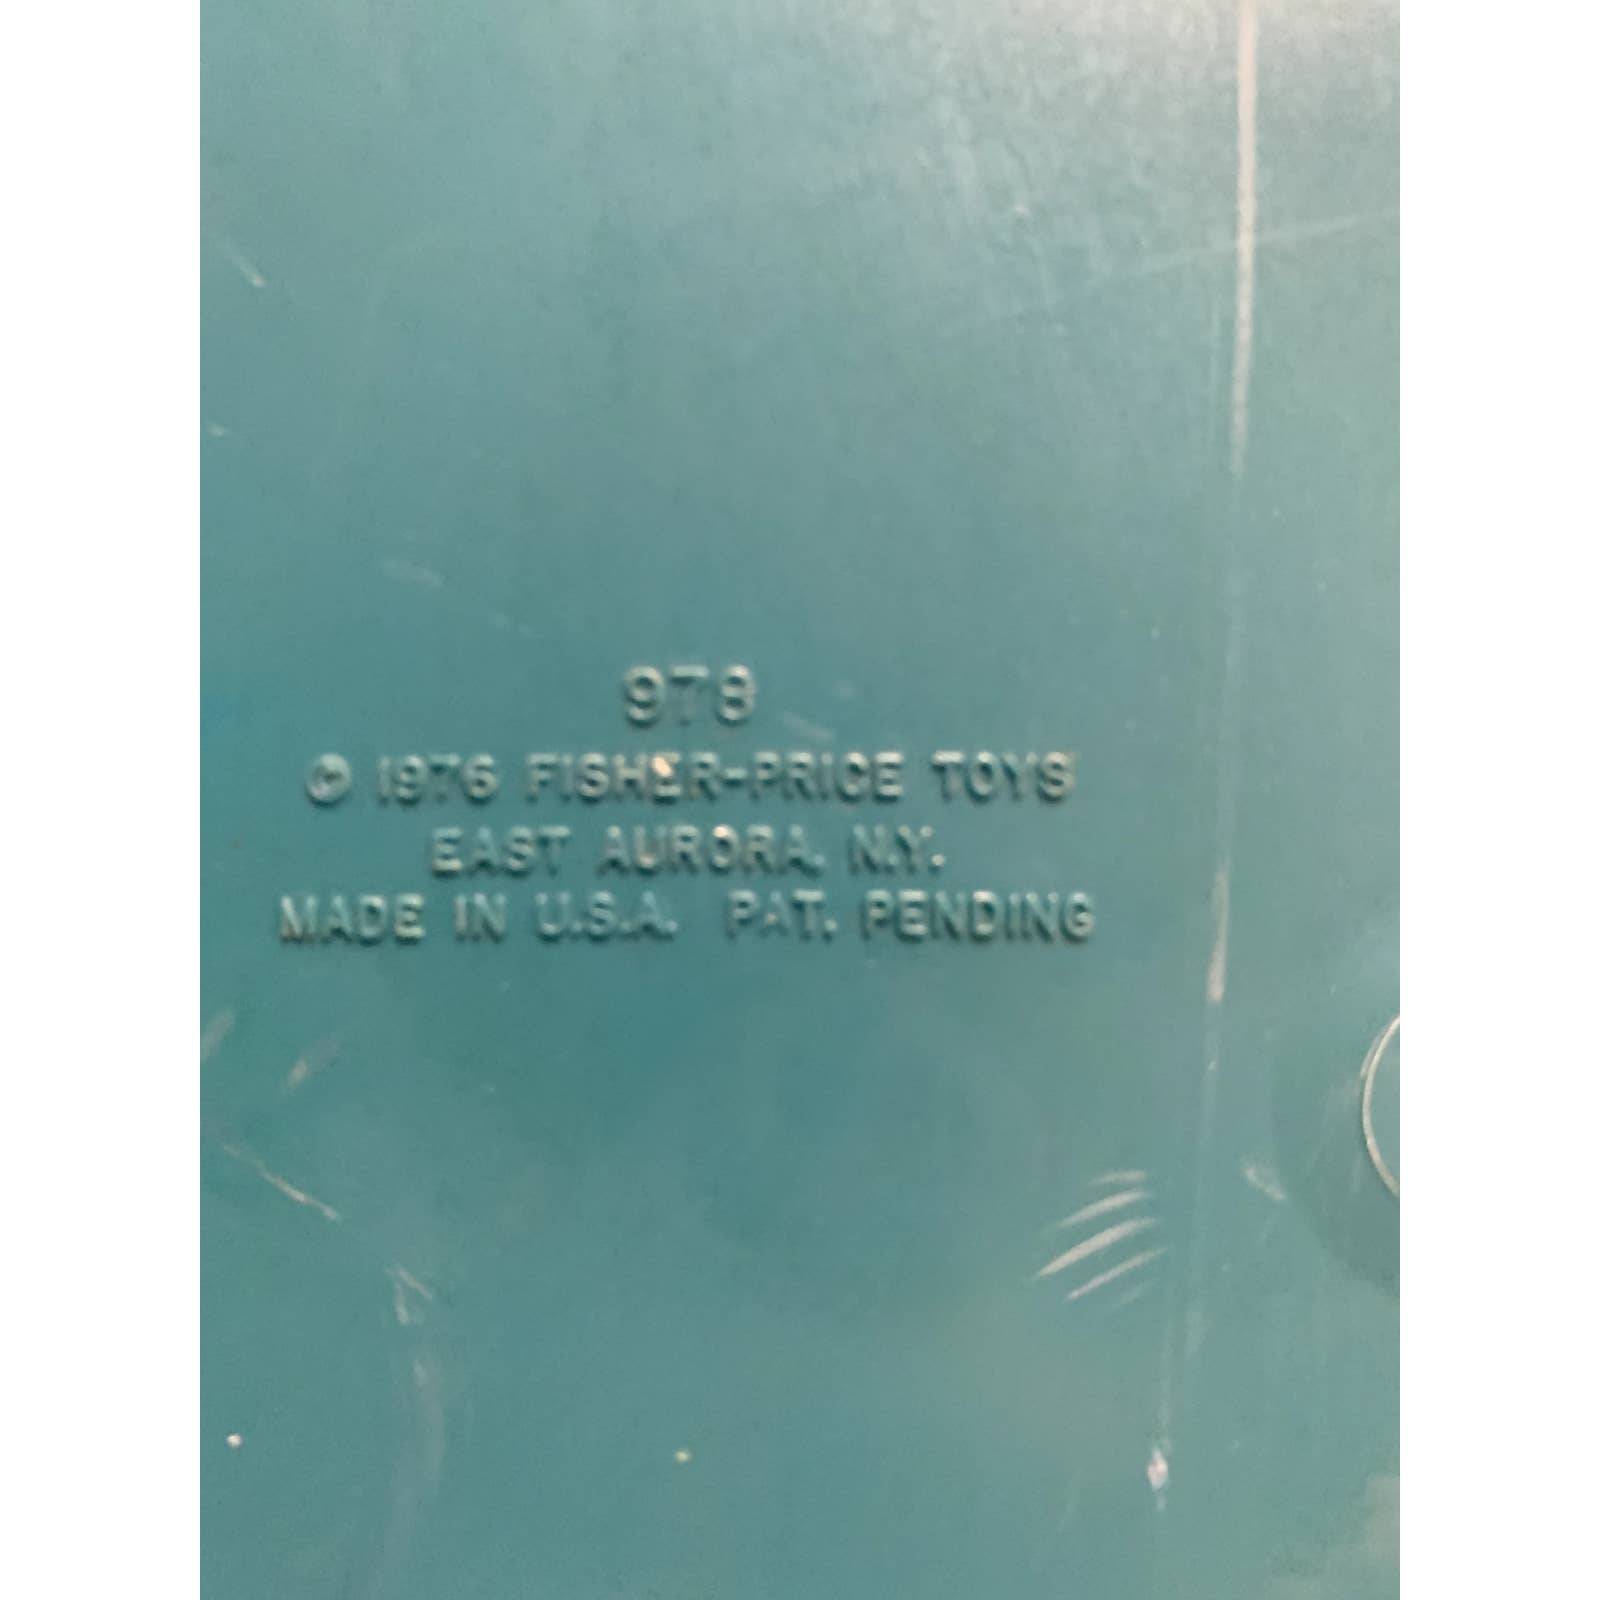 978
© 1976 FISHER-PRICE TOYS
EAST AURORA, N.Y.
MADE IN U.S.A. PAT. PENDING